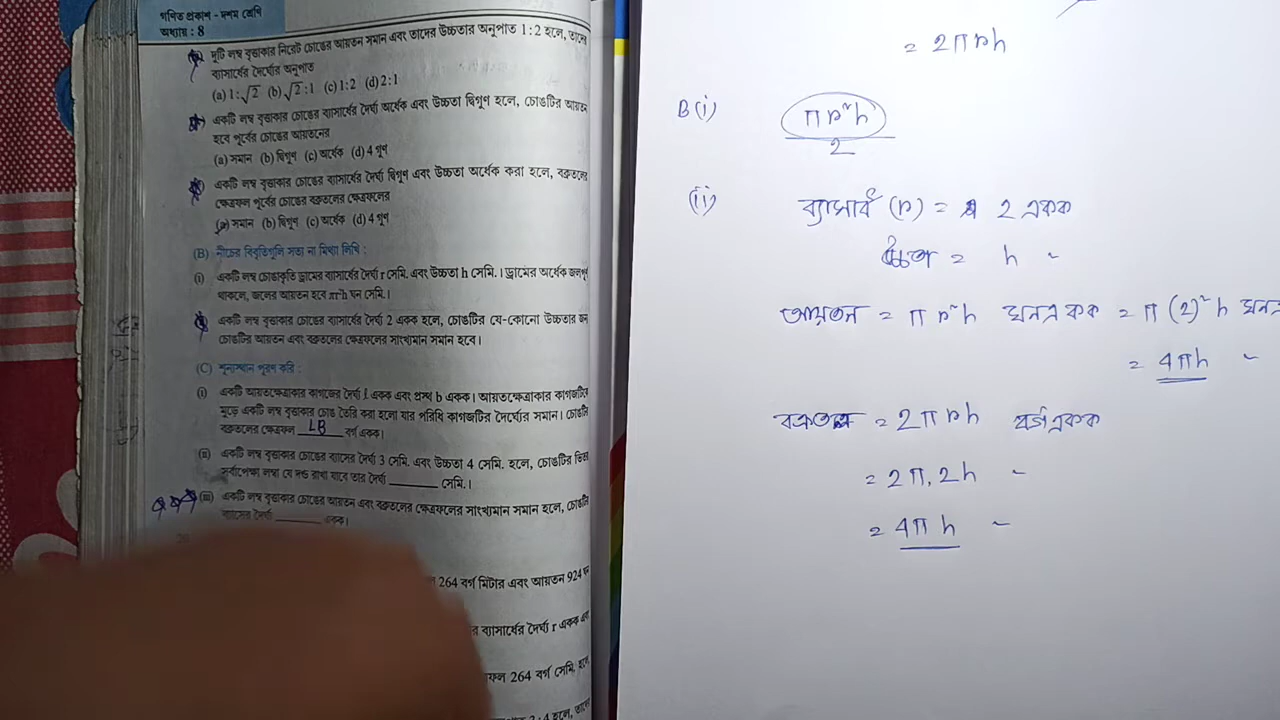 গণিত প্রকাশ - দশম শ্রেণি
অধ্যায় : 8
দুটি লম্ব বৃত্তাকার নিরেট চোঙের আয়তন সমান এবং তাদের উচ্চতার অনুপাত 1:2 হলে, তাদের
ব্যাসার্ধের দৈর্ঘ্যের অনুপাত
(a) 1:√2 (b) √2:1 (c) 1:2 (d) 2:1
একটি লম্ব বৃত্তাকার চোঙের ব্যাসার্ধের দৈর্ঘ্য অর্ধেক এবং উচ্চতা দ্বিগুণ হলে, চোঙটির আয়তন
হবে পূর্বের চোঙের আয়তনের
(a) সমান (b) দ্বিগুণ (c) অর্ধেক (d) 4 গুণ
একটি লম্ব বৃত্তাকার চোঙের ব্যাসার্ধের দৈর্ঘ্য দ্বিগুণ এবং উচ্চতা অর্ধেক করা হলে, বক্রতলের
ক্ষেত্রফল পূর্বের চোঙের বক্রতলের ক্ষেত্রফলের
(a) সমান (b) দ্বিগুণ (c) অর্ধেক (d) 4 গুণ
(B) নীচের বিবৃতিগুলি সত্য না মিথ্যা লিখি :
(i) একটি লম্ব চোঙাকৃতি ড্রামের ব্যাসার্ধের দৈর্ঘ্য r সেমি. এবং উচ্চতা h সেমি.। ড্রামের অর্ধেক জলপূর্ণ
থাকলে, জলের আয়তন হবে πr²h ঘন সেমি.।
একটি লম্ব বৃত্তাকার চোঙের ব্যাসার্ধের দৈর্ঘ্য 2 একক হলে, চোঙটির যে-কোনো উচ্চতার জন্য
চোঙটির আয়তন এবং বক্রতলের ক্ষেত্রফলের সাংখ্যমান সমান হবে।
(C) শূন্যস্থান পূরণ করি :
(i) একটি আয়তক্ষেত্রাকার কাগজের দৈর্ঘ্য l একক এবং প্রস্থ b একক। আয়তক্ষেত্রাকার কাগজটিকে
মুড়ে একটি লম্ব বৃত্তাকার চোঙ তৈরি করা হলো যার পরিধি কাগজটির দৈর্ঘ্যের সমান। চোঙটির
বক্রতলের ক্ষেত্রফল LB বর্গ একক।
(ii) একটি লম্ব বৃত্তাকার চোঙের ব্যাসের দৈর্ঘ্য 3 সেমি. এবং উচ্চতা 4 সেমি. হলে, চোঙটির ভিতর
সর্বাপেক্ষা লম্বা যে দণ্ড রাখা যাবে তার দৈর্ঘ্য ______ সেমি.।
(iii) একটি লম্ব বৃত্তাকার চোঙের আয়তন এবং বক্রতলের ক্ষেত্রফলের সাংখ্যমান সমান হলে, চোঙটির
ব্যাসের দৈর্ঘ্য ______ একক।
264 বর্গ মিটার এবং আয়তন 924 ঘন
ব্যাসার্ধের দৈর্ঘ্য r একক এবং
264 বর্গ সেমি. হলে,
হলে, তাদের
= 2πrh
B(i) πr²h
2
(ii) ব্যাসার্ধ (r) = 2 একক
উচ্চতা = h "
আয়তন = πr²h ঘনএকক = π(2)²h
= 4πh "
বক্রতল = 2πrh বর্গএকক
= 2π.2h "
= 4πh "